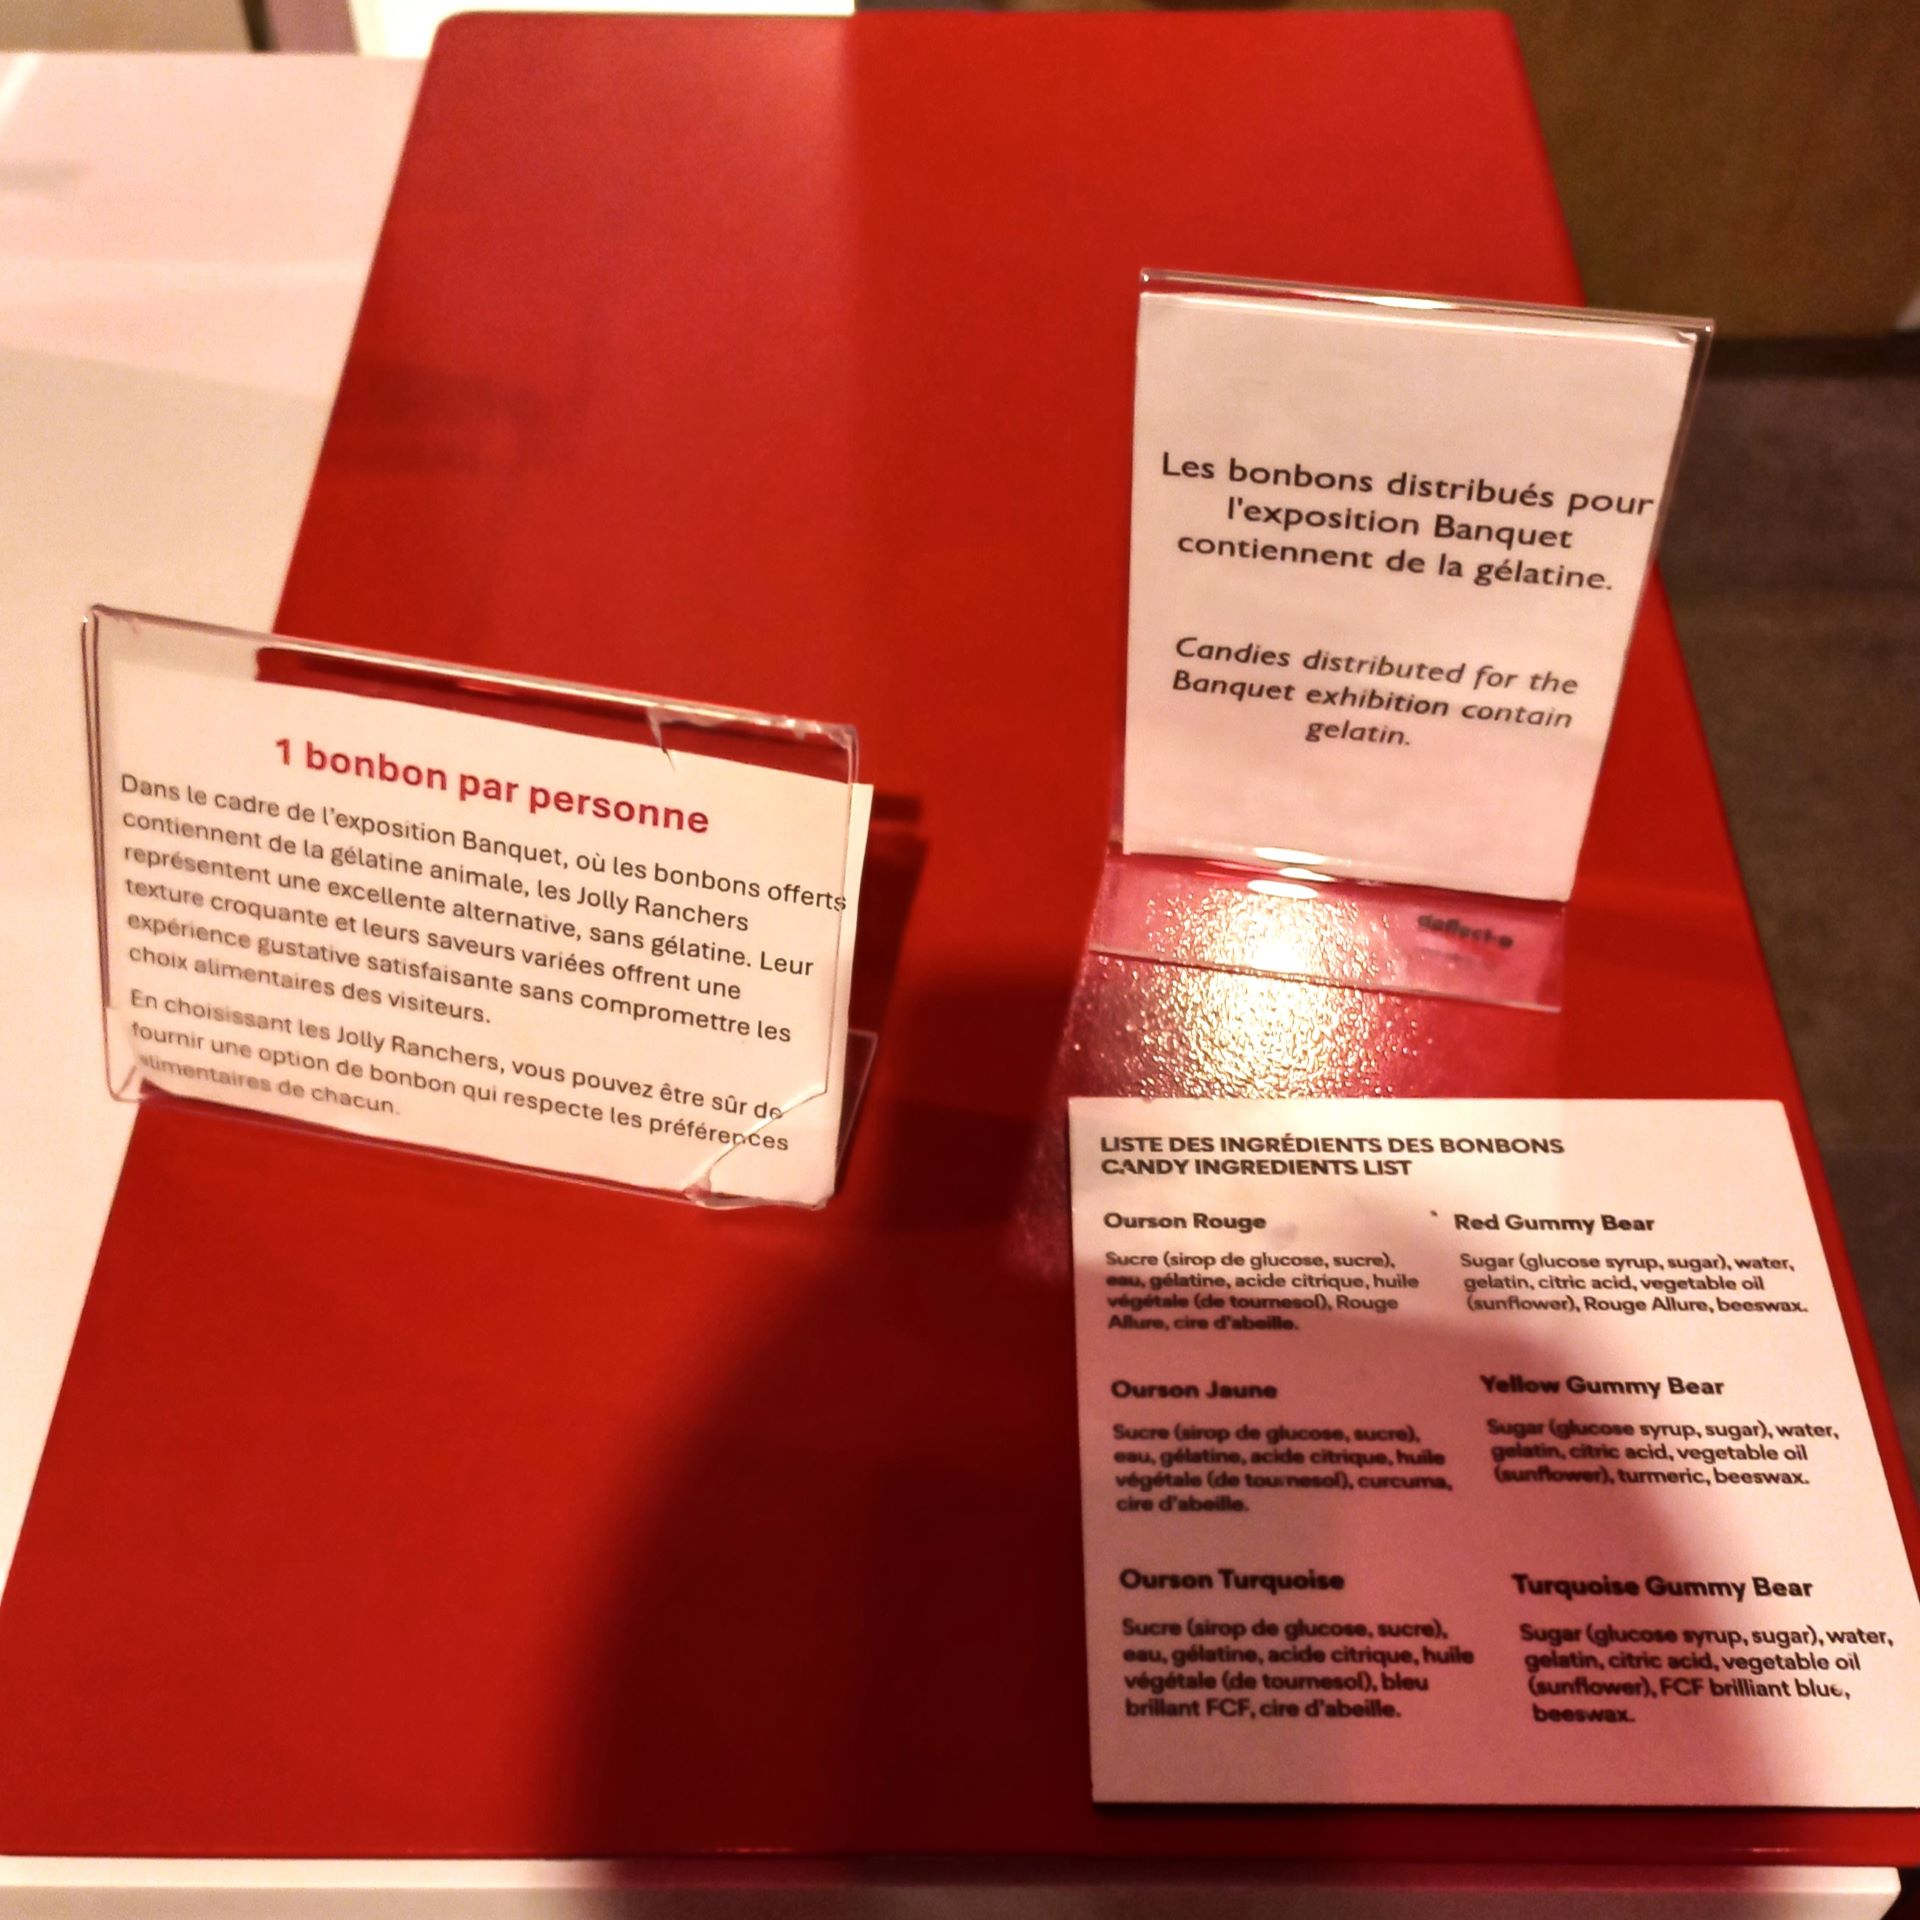 1 bonbon par personne
Dans le cadre de l'exposition Banquet, où les bonbons offerts
contiennent de la gélatine animale, les Jolly Ranchers
représentent une excellente alternative, sans gélatine. Leur
texture croquante et leurs saveurs variées offrent une
expérience gustative satisfaisante sans compromettre les
choix alimentaires des visiteurs.
En choisissant les Jolly Ranchers, vous pouvez être sûr de
fournir une option de bonbon qui respecte les préférences
alimentaires de chacun.
Les bonbons distribués pour
l'exposition Banquet
contiennent de la gélatine.
Candies distributed for the
Banquet exhibition contain
gelatin.
deflect-o
LISTE DES INGRÉDIENTS DES BONBONS
CANDY INGREDIENTS LIST
Ourson Rouge
Sucre (sirop de glucose, sucre),
eau, gélatine, acide citrique, huile
végétale (de tournesol), Rouge
Allure, cire d'abeille.
Red Gummy Bear
Sugar (glucose syrup, sugar), water,
gelatin, citric acid, vegetable oil
(sunflower), Rouge Allure, beeswax.
Ourson Jaune
Sucre (sirop de glucose, sucre),
eau, gélatine, acide citrique, huile
végétale (de tournesol), curcuma,
cire d'abeille.
Yellow Gummy Bear
Sugar (glucose syrup, sugar), water,
gelatin, citric acid, vegetable oil
(sunflower), turmeric, beeswax.
Ourson Turquoise
Sucre (sirop de glucose, sucre),
eau, gélatine, acide citrique, huile
végétale (de tournesol), bleu
brillant FCF, cire d'abeille.
Turquoise Gummy Bear
Sugar (glucose syrup, sugar), water,
gelatin, citric acid, vegetable oil
(sunflower), FCF brilliant blue,
beeswax.